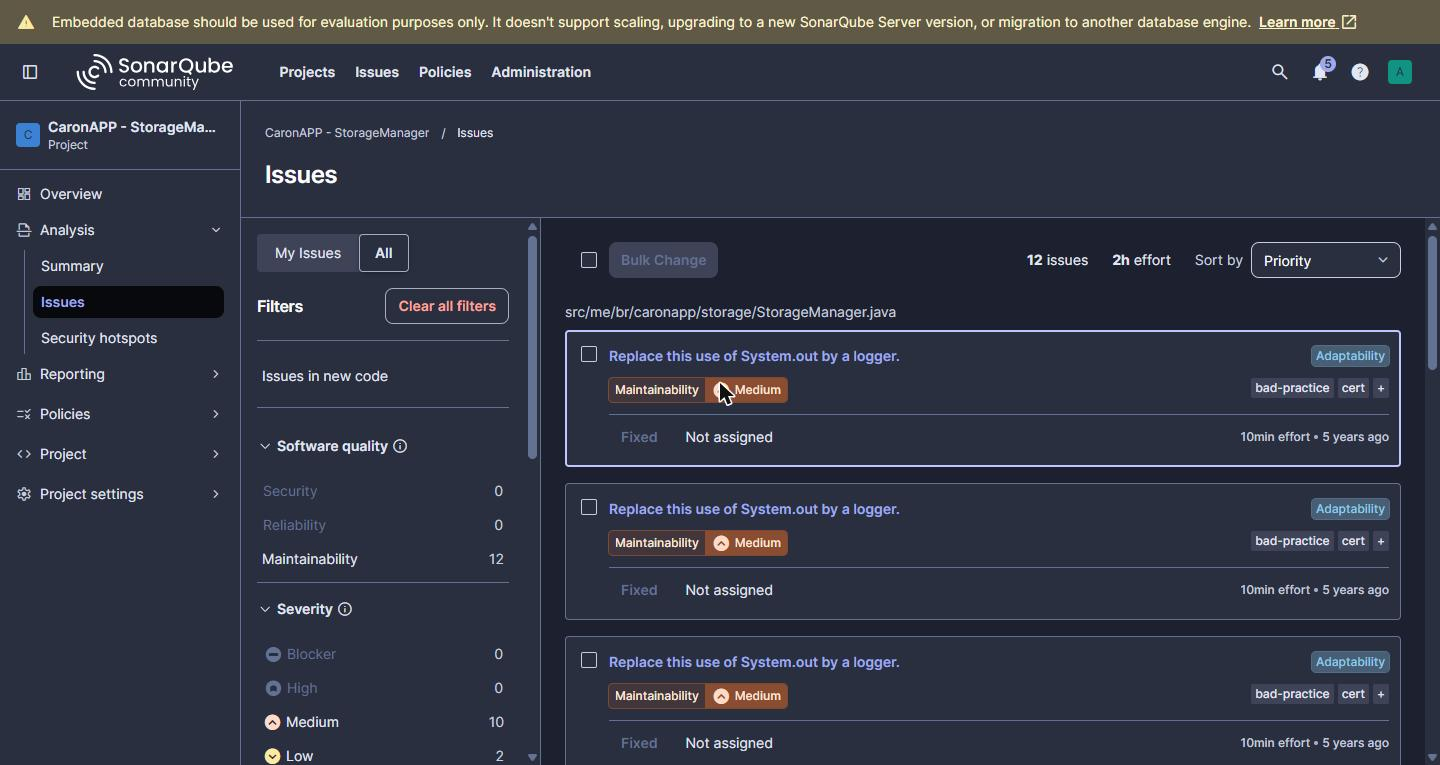 Embedded database should be used for evaluation purposes only. It doesn't support scaling, upgrading to a new SonarQube Server version, or migration to another database engine. Learn more
SonarQube
community
Projects Issues Policies Administration
5
?
A
C
CaronAPP - StorageMa...
Project
Overview
Analysis
Summary
Issues
Security hotspots
Reporting
Policies
Project
Project settings
CaronAPP - StorageManager / Issues
Issues
My Issues All
Filters Clear all filters
Issues in new code
Software quality
Security 0
Reliability 0
Maintainability 12
Severity
Blocker 0
High 0
Medium 10
Low 2
Bulk Change 12 issues 2h effort Sort by Priority
src/me/br/caronapp/storage/StorageManager.java
Replace this use of System.out by a logger. Adaptability
Maintainability Medium bad-practice cert +
Fixed Not assigned 10min effort • 5 years ago
Replace this use of System.out by a logger. Adaptability
Maintainability Medium bad-practice cert +
Fixed Not assigned 10min effort • 5 years ago
Replace this use of System.out by a logger. Adaptability
Maintainability Medium bad-practice cert +
Fixed Not assigned 10min effort • 5 years ago